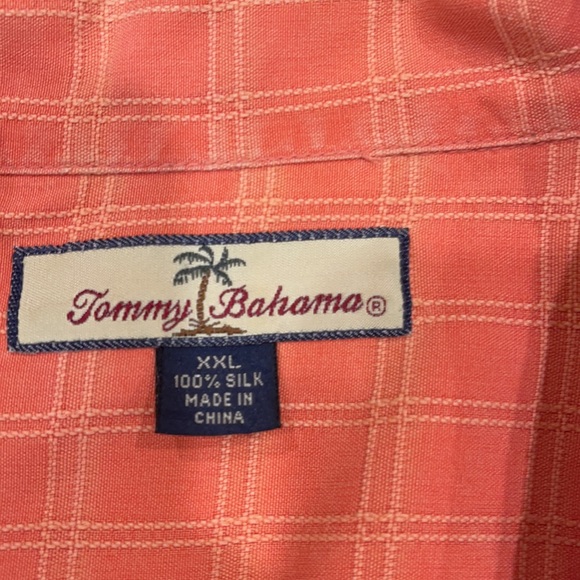 Tommy Bahama®
XXL
100% SILK
MADE IN
CHINA